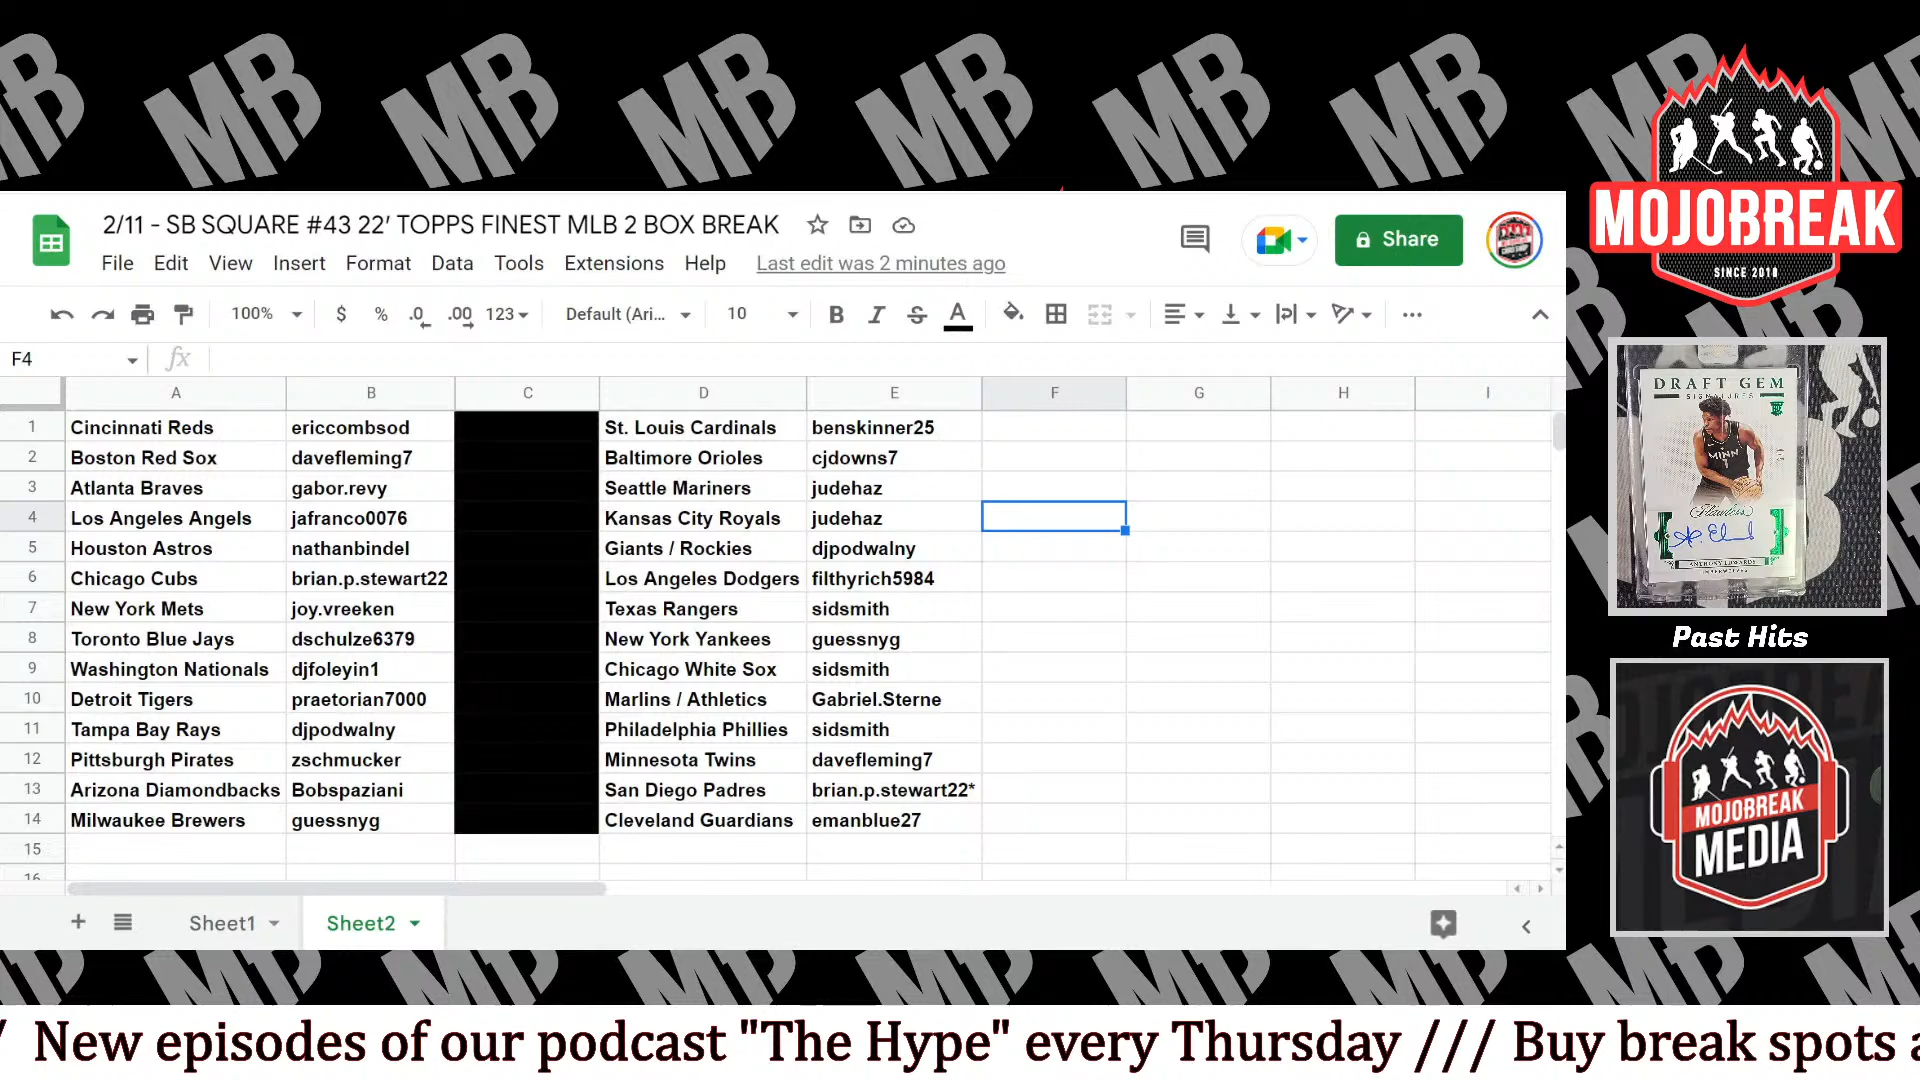 MOJOBREAK
SINCE 2018
2/11 - SB SQUARE #43 22' TOPPS FINEST MLB 2 BOX BREAK
Share
File Edit View Insert Format Data Tools Extensions Help Last edit was 2 minutes ago
100% $ % .0 .00 123 Default (Ari... 10 B I S A
F4 fx
A B C D E F G H I
1 Cincinnati Reds ericcombsod St. Louis Cardinals benskinner25
2 Boston Red Sox davefleming7 Baltimore Orioles cjdowns7
3 Atlanta Braves gabor.revy Seattle Mariners judehaz
4 Los Angeles Angels jafranco0076 Kansas City Royals judehaz
5 Houston Astros nathanbindel Giants / Rockies djpodwalny
6 Chicago Cubs brian.p.stewart22 Los Angeles Dodgers filthyrich5984
7 New York Mets joy.vreeken Texas Rangers sidsmith
8 Toronto Blue Jays dschulze6379 New York Yankees guessnyg
9 Washington Nationals djfoleyin1 Chicago White Sox sidsmith
10 Detroit Tigers praetorian7000 Marlins / Athletics Gabriel.Sterne
11 Tampa Bay Rays djpodwalny Philadelphia Phillies sidsmith
12 Pittsburgh Pirates zschmucker Minnesota Twins davefleming7
13 Arizona Diamondbacks Bobspaziani San Diego Padres brian.p.stewart22*
14 Milwaukee Brewers guessnyg Cleveland Guardians emanblue27
15
16
Sheet1 Sheet2
DRAFT GEM
SIGNATURES
MINN
1
Flawless
ANTHONY EDWARDS
Past Hits
MOJOBREAK
MEDIA
/ New episodes of our podcast "The Hype" every Thursday /// Buy break spots a